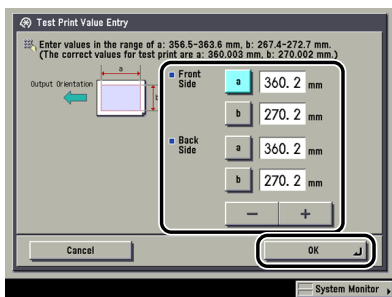 Test Print Value Entry
Enter values in the range of a: 356.5-363.6 mm, b: 267.4-272.7 mm.
(The correct values for test print are a: 360.003 mm, b: 270.002 mm.)
Output Orientation
a
b
Front Side
a 360.2 mm
b 270.2 mm
Back Side
a 360.2 mm
b 270.2 mm
- +
Cancel
OK
System Monitor